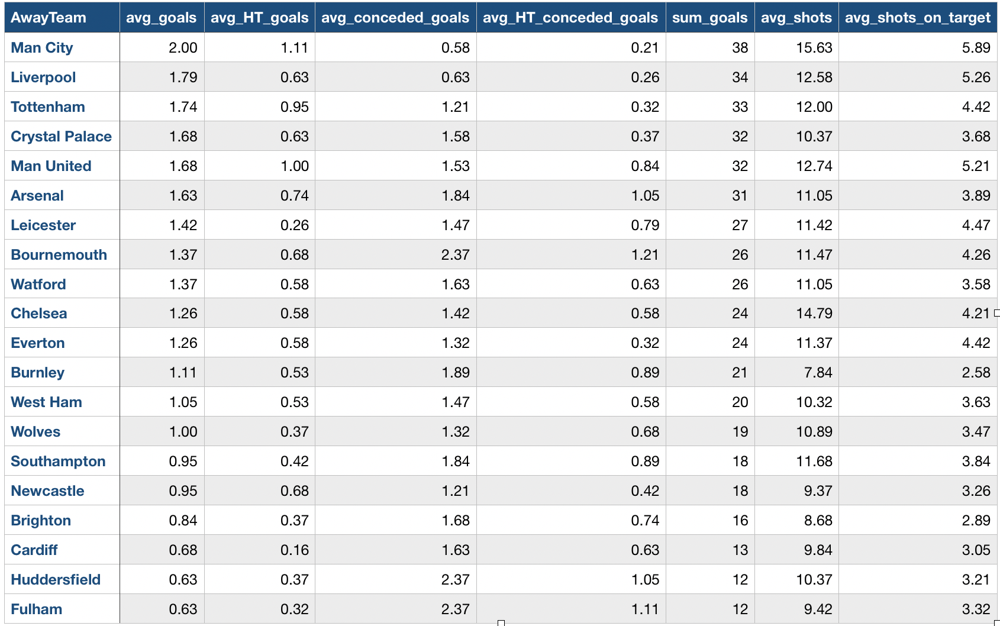 AwayTeam avg_goals avg_HT_goals avg_conceded_goals avg_HT_conceded_goals sum_goals avg_shots avg_shots_on_target
Man City 2.00 1.11 0.58 0.21 38 15.63 5.89
Liverpool 1.79 0.63 0.63 0.26 34 12.58 5.26
Tottenham 1.74 0.95 1.21 0.32 33 12.00 4.42
Crystal Palace 1.68 0.63 1.58 0.37 32 10.37 3.68
Man United 1.68 1.00 1.53 0.84 32 12.74 5.21
Arsenal 1.63 0.74 1.84 1.05 31 11.05 3.89
Leicester 1.42 0.26 1.47 0.79 27 11.42 4.47
Bournemouth 1.37 0.68 2.37 1.21 26 11.47 4.26
Watford 1.37 0.58 1.63 0.63 26 11.05 3.58
Chelsea 1.26 0.58 1.42 0.58 24 14.79 4.21
Everton 1.26 0.58 1.32 0.32 24 11.37 4.42
Burnley 1.11 0.53 1.89 0.89 21 7.84 2.58
West Ham 1.05 0.53 1.47 0.58 20 10.32 3.63
Wolves 1.00 0.37 1.32 0.68 19 10.89 3.47
Southampton 0.95 0.42 1.84 0.89 18 11.68 3.84
Newcastle 0.95 0.68 1.21 0.42 18 9.37 3.26
Brighton 0.84 0.37 1.68 0.74 16 8.68 2.89
Cardiff 0.68 0.16 1.63 0.63 13 9.84 3.05
Huddersfield 0.63 0.37 2.37 1.05 12 10.37 3.21
Fulham 0.63 0.32 2.37 1.11 12 9.42 3.32